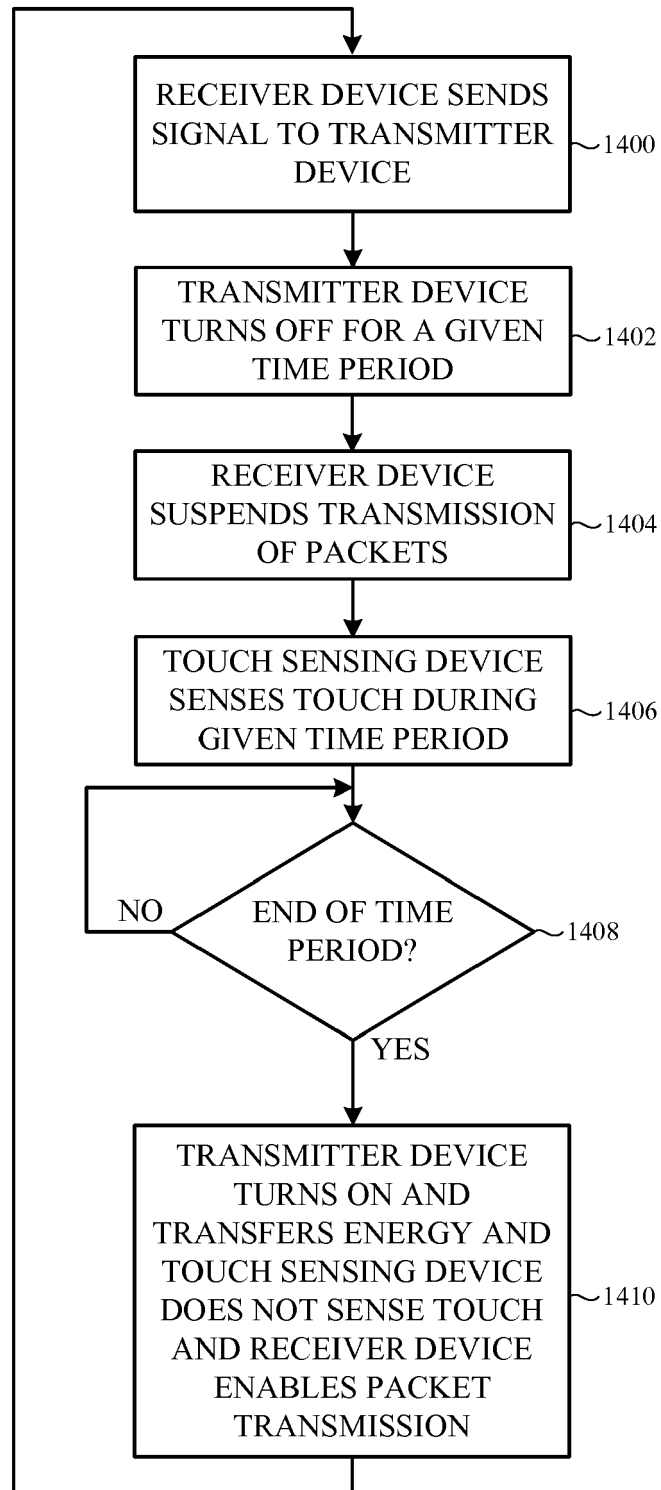 RECEIVER DEVICE SENDS
SIGNAL TO TRANSMITTER
DEVICE
1400
TRANSMITTER DEVICE
TURNS OFF FOR A GIVEN
TIME PERIOD
1402
RECEIVER DEVICE
SUSPENDS TRANSMISSION
OF PACKETS
1404
TOUCH SENSING DEVICE
SENSES TOUCH DURING
GIVEN TIME PERIOD
1406
NO
END OF TIME
PERIOD?
1408
YES
TRANSMITTER DEVICE
TURNS ON AND
TRANSFERS ENERGY AND
TOUCH SENSING DEVICE
DOES NOT SENSE TOUCH
AND RECEIVER DEVICE
ENABLES PACKET
TRANSMISSION
1410